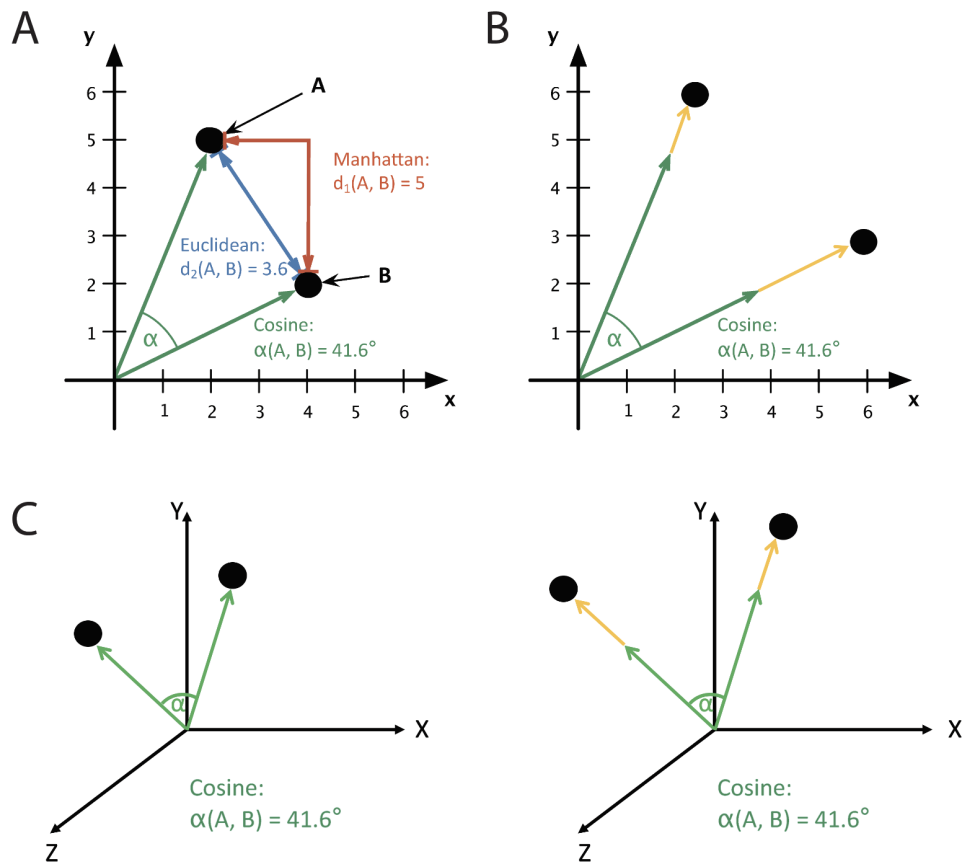 A
y
6
5
4
3
2
1
A
Manhattan:
d₁(A, B) = 5
Euclidean:
d₂(A, B) = 3.6
B
α
Cosine:
α(A, B) = 41.6°
1 2 3 4 5 6
x
B
y
6
5
4
3
2
1
α
Cosine:
α(A, B) = 41.6°
1 2 3 4 5 6
x
C
Y
α
X
Z
Cosine:
α(A, B) = 41.6°
Y
α
X
Z
Cosine:
α(A, B) = 41.6°